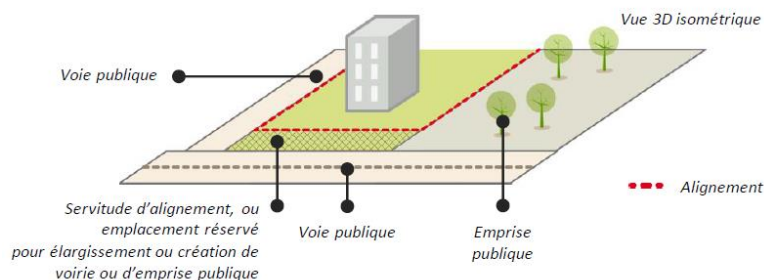 Vue 3D isométrique
Voie publique
Alignement
Servitude d’alignement, ou
emplacement réservé
pour élargissement ou création de
voirie ou d’emprise publique
Voie publique
Emprise
publique